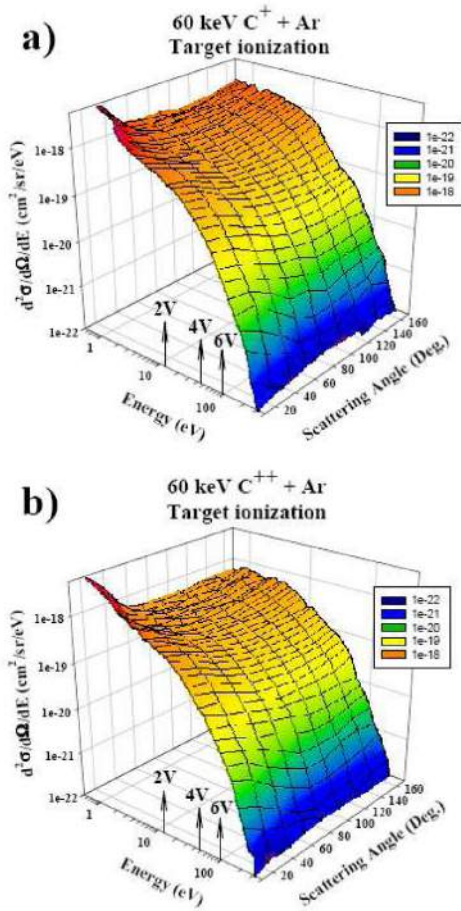 a)
60 keV C⁺ + Ar
Target ionization
1e-22
1e-21
1e-20
1e-19
1e-18
1e-18
1e-19
1e-20
1e-21
1e-22
d²σ/dΩ/dE (cm²/sr/eV)
2V
4V
6V
1
10
100
Energy (eV)
20
40
60
80
100
120
140
160
Scattering Angle (Deg.)
b)
60 keV C⁺⁺ + Ar
Target ionization
1e-22
1e-21
1e-20
1e-19
1e-18
1e-18
1e-19
1e-20
1e-21
1e-22
d²σ/dΩ/dE (cm²/sr/eV)
2V
4V
6V
1
10
100
Energy (eV)
20
40
60
80
100
120
140
160
Scattering Angle (Deg.)